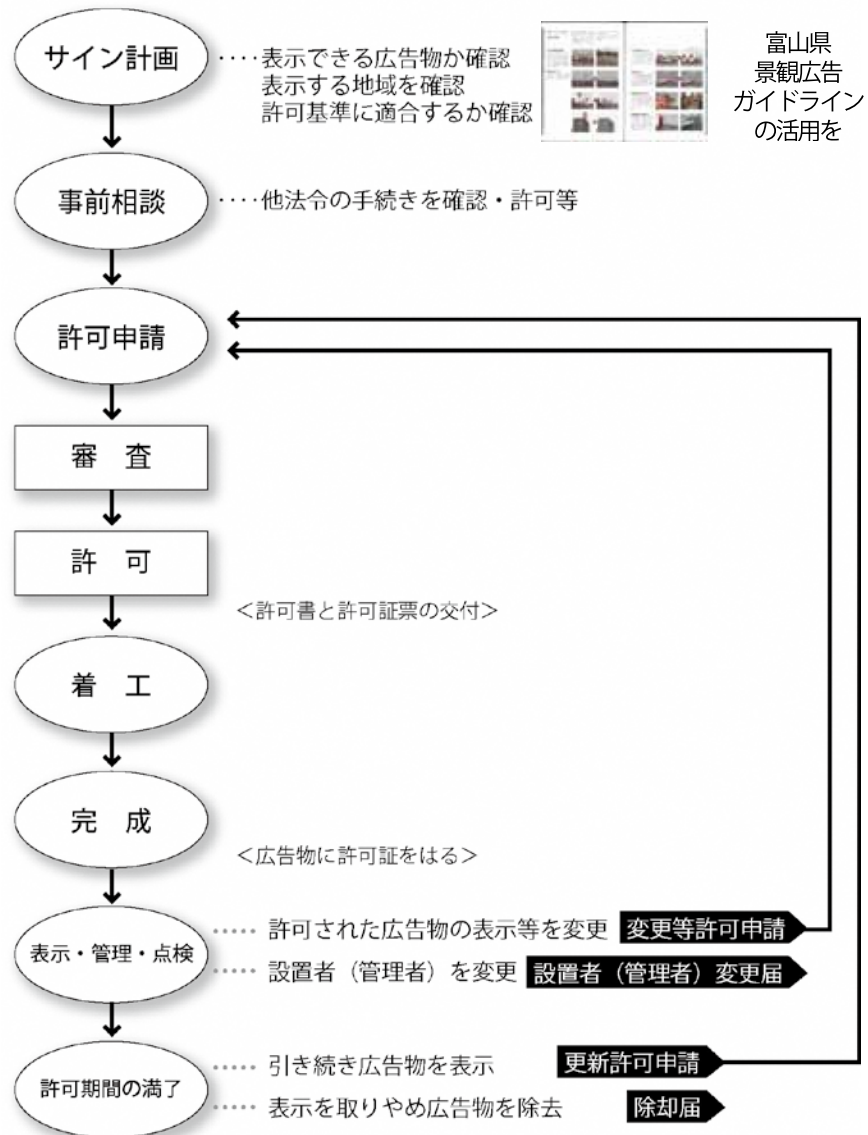 サイン計画
‥‥表示できる広告物か確認
表示する地域を確認
許可基準に適合するか確認
富山県
景観広告
ガイドライン
の活用を
事前相談
‥‥他法令の手続きを確認・許可等
許可申請
審　査
許　可
＜許可書と許可証票の交付＞
着　工
完　成
＜広告物に許可証をはる＞
表示・管理・点検
‥‥‥許可された広告物の表示等を変更 変更等許可申請
‥‥‥設置者（管理者）を変更 設置者（管理者）変更届
許可期間の満了
‥‥‥引き続き広告物を表示 更新許可申請
‥‥‥表示を取りやめ広告物を除去 除却届